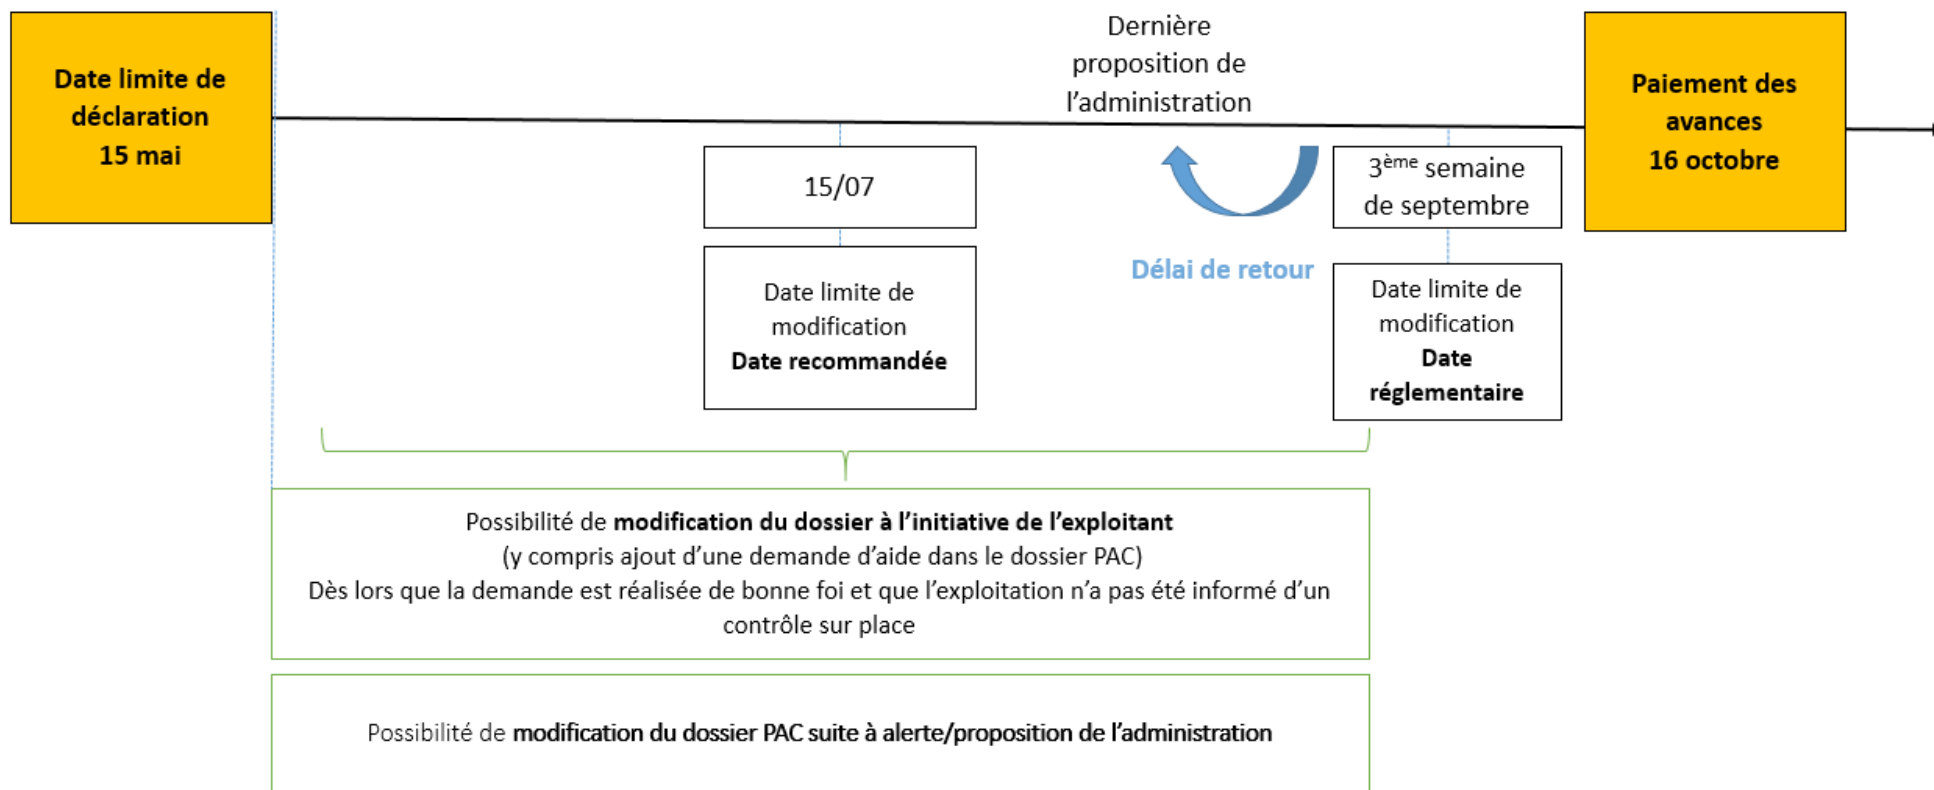 Date limite de
déclaration
15 mai
Dernière
proposition de
l’administration
Paiement des
avances
16 octobre
15/07
3ème semaine
de septembre
Délai de retour
Date limite de
modification
Date recommandée
Date limite de
modification
Date
réglementaire
Possibilité de modification du dossier à l’initiative de l’exploitant
(y compris ajout d’une demande d’aide dans le dossier PAC)
Dès lors que la demande est réalisée de bonne foi et que l’exploitation n’a pas été informé d’un
contrôle sur place
Possibilité de modification du dossier PAC suite à alerte/proposition de l’administration